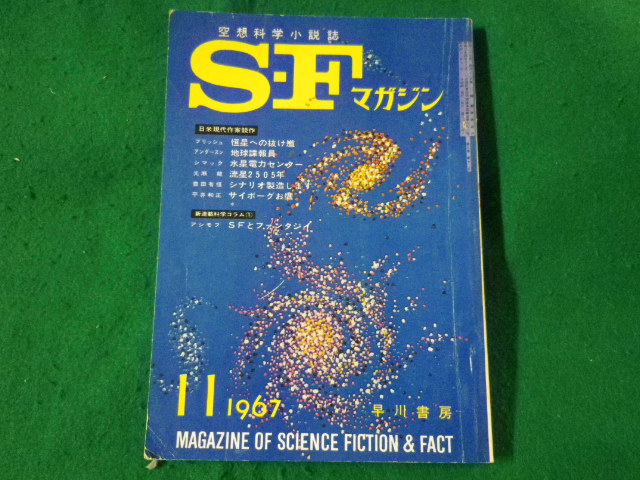 空想科学小説誌
S-Fマガジン
日米現代作家競作
ブリッシュ 恒星への抜け道
アンダースン 地球諜報員
シマック 水星電力センター
流星2505年
豊田有恒 シナリオ製造します
平井和正 サイボーグお填
新連載科学コラム(1)
アシモフ SFとファンタジイ
11 1967 早川書房
MAGAZINE OF SCIENCE FICTION & FACT